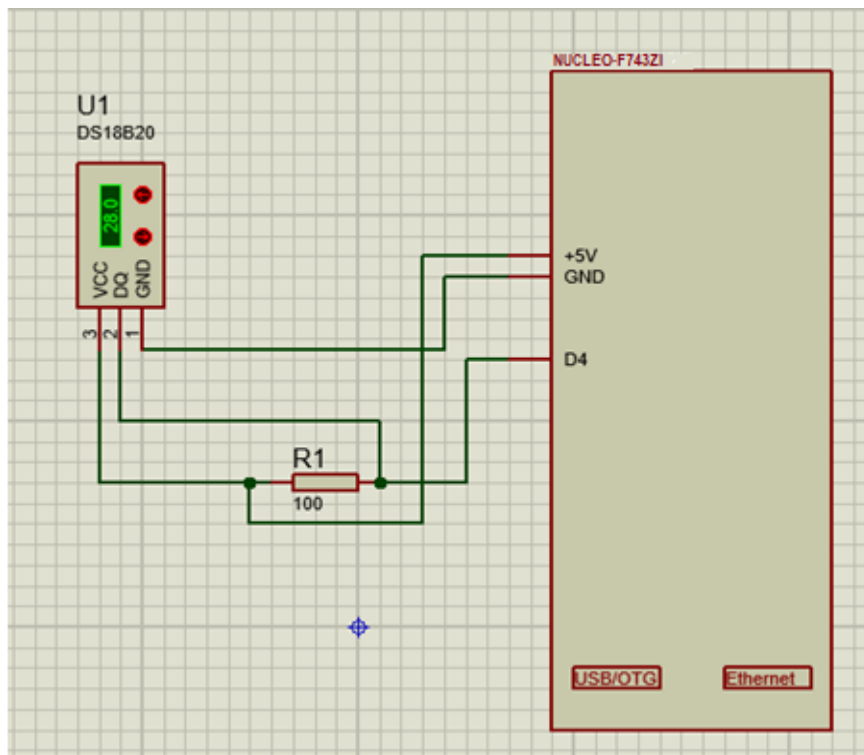 NUCLEO-F743ZI
U1
DS18B20
28.0
VCC
DQ
GND
3
2
1
+5V
GND
D4
R1
100
USB/OTG
Ethernet